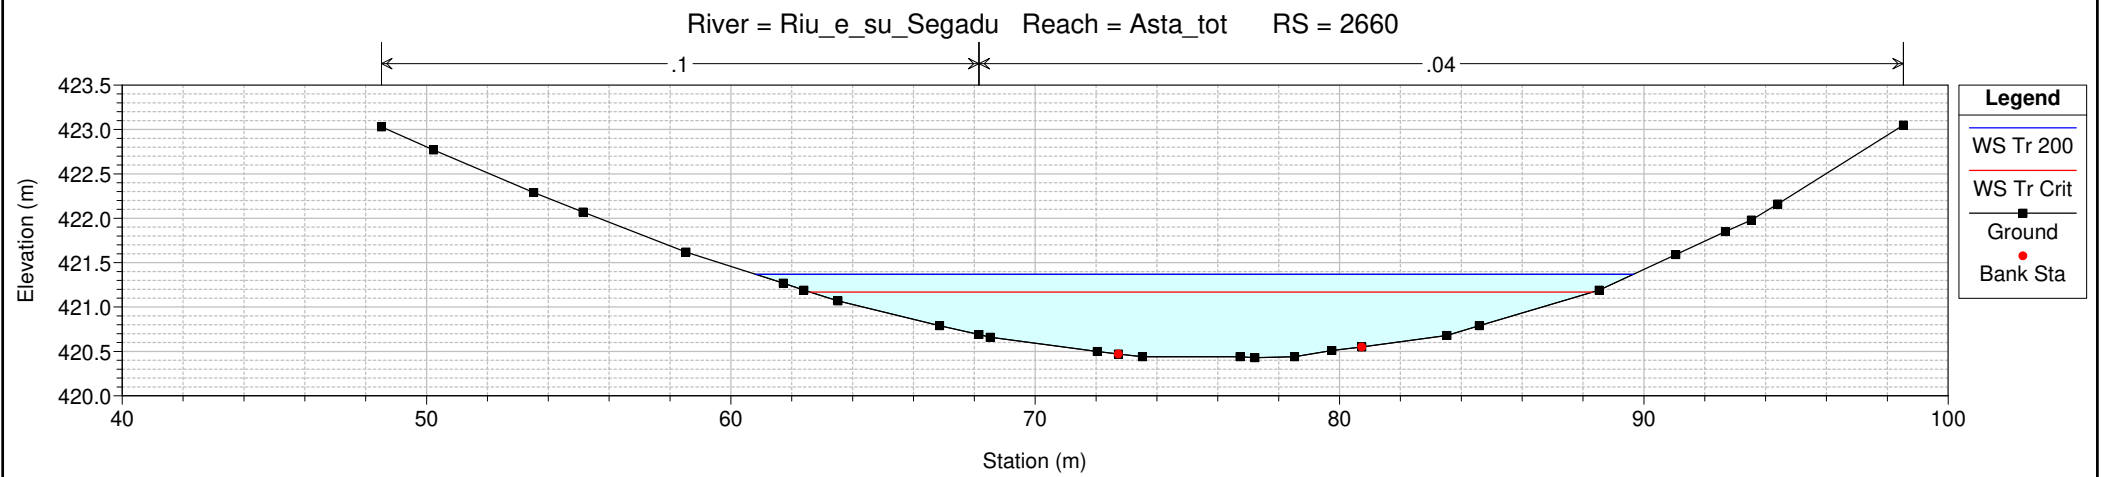 River = Riu_e_su_Segadu   Reach = Asta_tot      RS = 2660
.1
.04
423.5
423.0
422.5
422.0
421.5
421.0
420.5
420.0
Elevation (m)
40
50
60
70
80
90
100
Station (m)
Legend
WS Tr 200
WS Tr Crit
Ground
Bank Sta